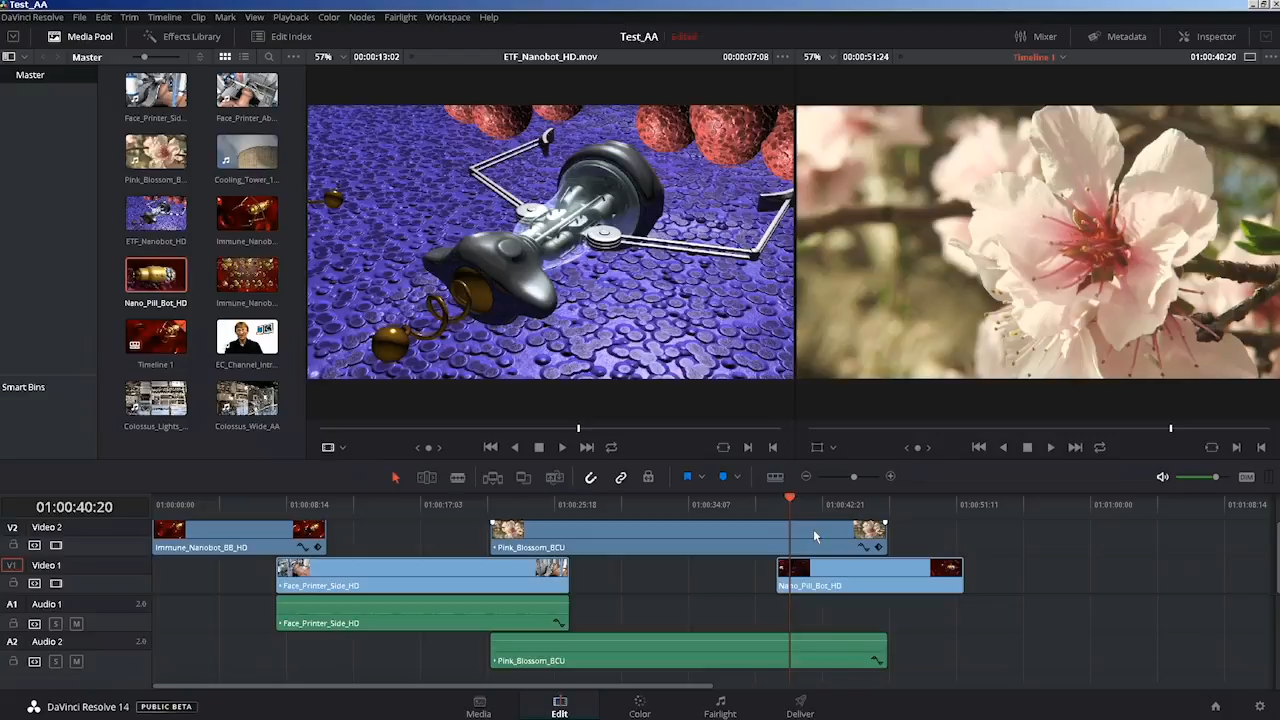 Test_AA
DaVinci Resolve File Edit Trim Timeline Clip Mark View Playback Color Nodes Fairlight Workspace Help
Media Pool Effects Library Edit Index Test_AA Edited Mixer Metadata Inspector
Master 57% 00:00:13:02 ETF_Nanobot_HD.mov 00:00:07:08 57% 00:00:51:24 Timeline 1 01:00:40:20
Master
Face_Printer_Sid... Face_Printer_Ab...
Pink_Blossom_B... Cooling_Tower_1...
ETF_Nanobot_HD Immune_Nanob...
Nano_Pill_Bot_HD Immune_Nanob...
Timeline 1 EC_Channel_Intr...
Smart Bins
Colossus_Lights_... Colossus_Wide_AA
DIM
01:00:40:20 01:00:00:00 01:00:08:14 01:00:17:03 01:00:25:18 01:00:34:07 01:00:42:21 01:00:51:11 01:01:00:00 01:01:08:14
V2 Video 2
Immune_Nanobot_BB_HD Pink_Blossom_BCU
V1 Video 1
Face_Printer_Side_HD Nano_Pill_Bot_HD
A1 Audio 1 2.0
S M Face_Printer_Side_HD
A2 Audio 2 2.0
S M Pink_Blossom_BCU
DaVinci Resolve 14 PUBLIC BETA Media Edit Color Fairlight Deliver